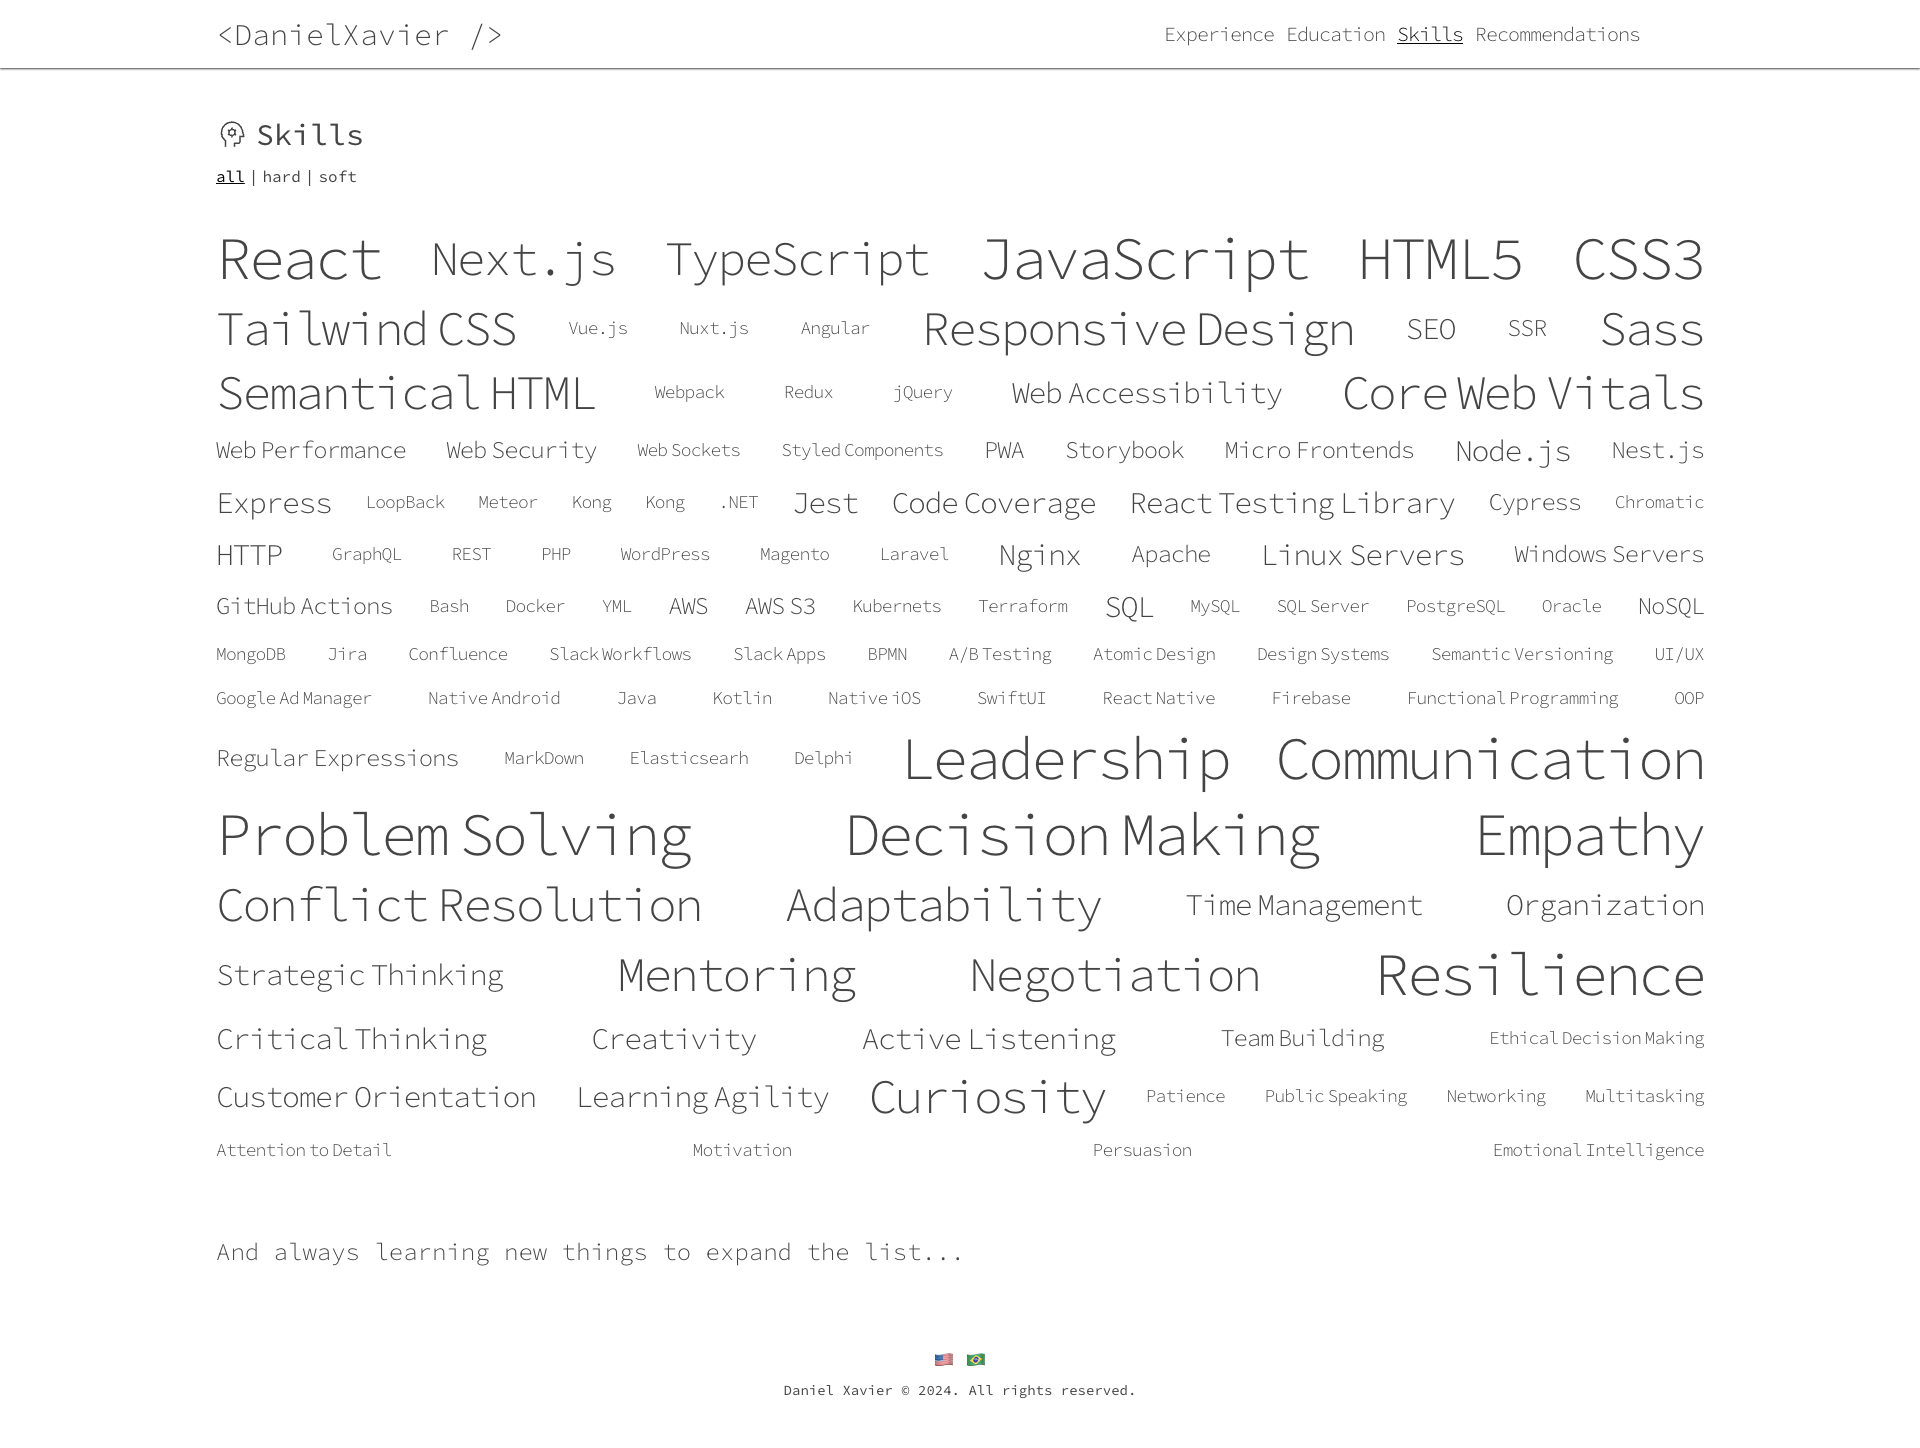 <DanielXavier />
Experience Education Skills Recommendations
Skills
all | hard | soft
React Next.js TypeScript JavaScript HTML5 CSS3
Tailwind CSS Vue.js Nuxt.js Angular Responsive Design SEO SSR Sass
Semantical HTML Webpack Redux jQuery Web Accessibility Core Web Vitals
Web Performance Web Security Web Sockets Styled Components PWA Storybook Micro Frontends Node.js Nest.js
Express LoopBack Meteor Kong Kong .NET Jest Code Coverage React Testing Library Cypress Chromatic
HTTP GraphQL REST PHP WordPress Magento Laravel Nginx Apache Linux Servers Windows Servers
GitHub Actions Bash Docker YML AWS AWS S3 Kubernets Terraform SQL MySQL SQL Server PostgreSQL Oracle NoSQL
MongoDB Jira Confluence Slack Workflows Slack Apps BPMN A/B Testing Atomic Design Design Systems Semantic Versioning UI/UX
Google Ad Manager Native Android Java Kotlin Native iOS SwiftUI React Native Firebase Functional Programming OOP
Regular Expressions MarkDown Elasticsearh Delphi Leadership Communication
Problem Solving Decision Making Empathy
Conflict Resolution Adaptability Time Management Organization
Strategic Thinking Mentoring Negotiation Resilience
Critical Thinking Creativity Active Listening Team Building Ethical Decision Making
Customer Orientation Learning Agility Curiosity Patience Public Speaking Networking Multitasking
Attention to Detail Motivation Persuasion Emotional Intelligence
And always learning new things to expand the list...
Daniel Xavier © 2024. All rights reserved.